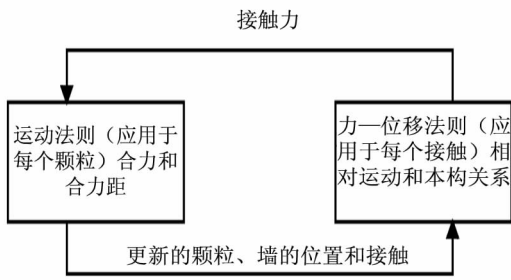 接触力
运动法则（应用于
每个颗粒）合力和
合力距
力—位移法则（应
用于每个接触）相
对运动和本构关系
更新的颗粒、墙的位置和接触